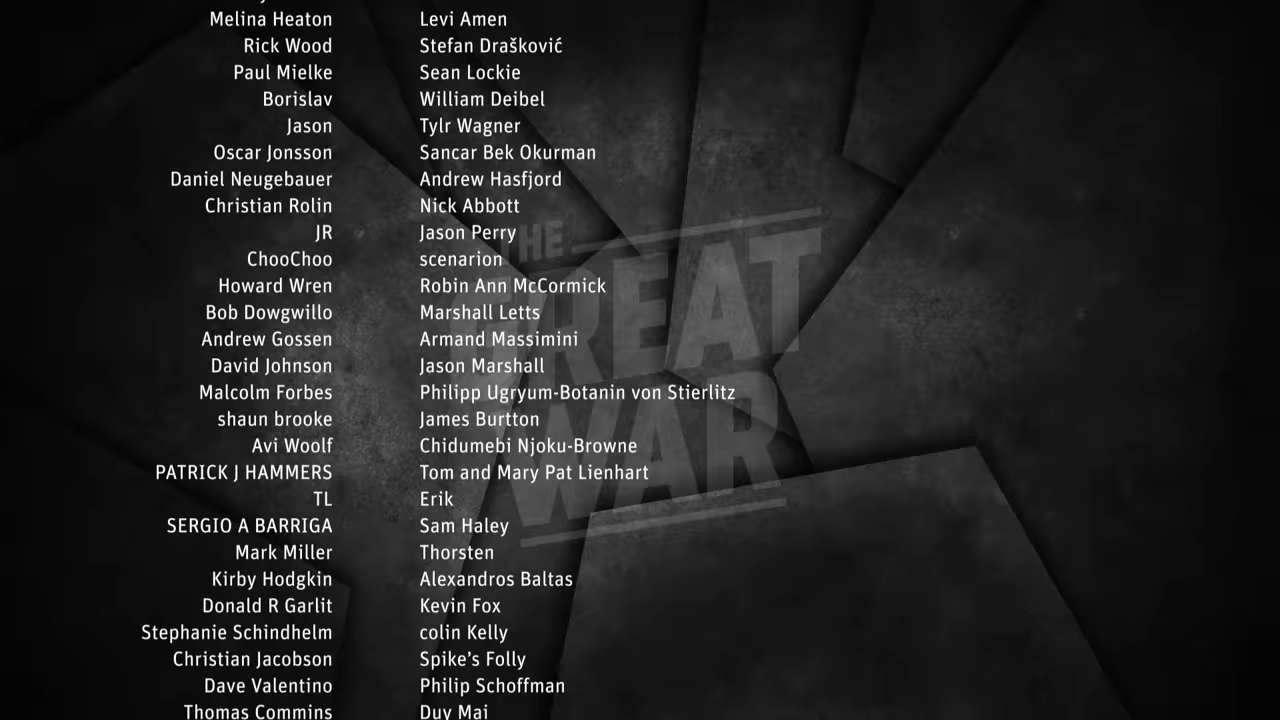 Melina Heaton Levi Amen
Rick Wood Stefan Drašković
Paul Mielke Sean Lockie
Borislav William Deibel
Jason Tylr Wagner
Oscar Jonsson Sancar Bek Okurman
Daniel Neugebauer Andrew Hasfjord
Christian Rolin Nick Abbott
JR Jason Perry
ChooChoo scenarion
Howard Wren Robin Ann McCormick
Bob Dowgwillo Marshall Letts
Andrew Gossen Armand Massimini
David Johnson Jason Marshall
Malcolm Forbes Philipp Ugryum-Botanin von Stierlitz
shaun brooke James Burtton
Avi Woolf Chidumebi Njoku-Browne
PATRICK J HAMMERS Tom and Mary Pat Lienhart
TL Erik
SERGIO A BARRIGA Sam Haley
Mark Miller Thorsten
Kirby Hodgkin Alexandros Baltas
Donald R Garlit Kevin Fox
Stephanie Schindhelm colin Kelly
Christian Jacobson Spike’s Folly
Dave Valentino Philip Schoffman
Thomas Commins Duy Mai
THE
GREAT
WAR